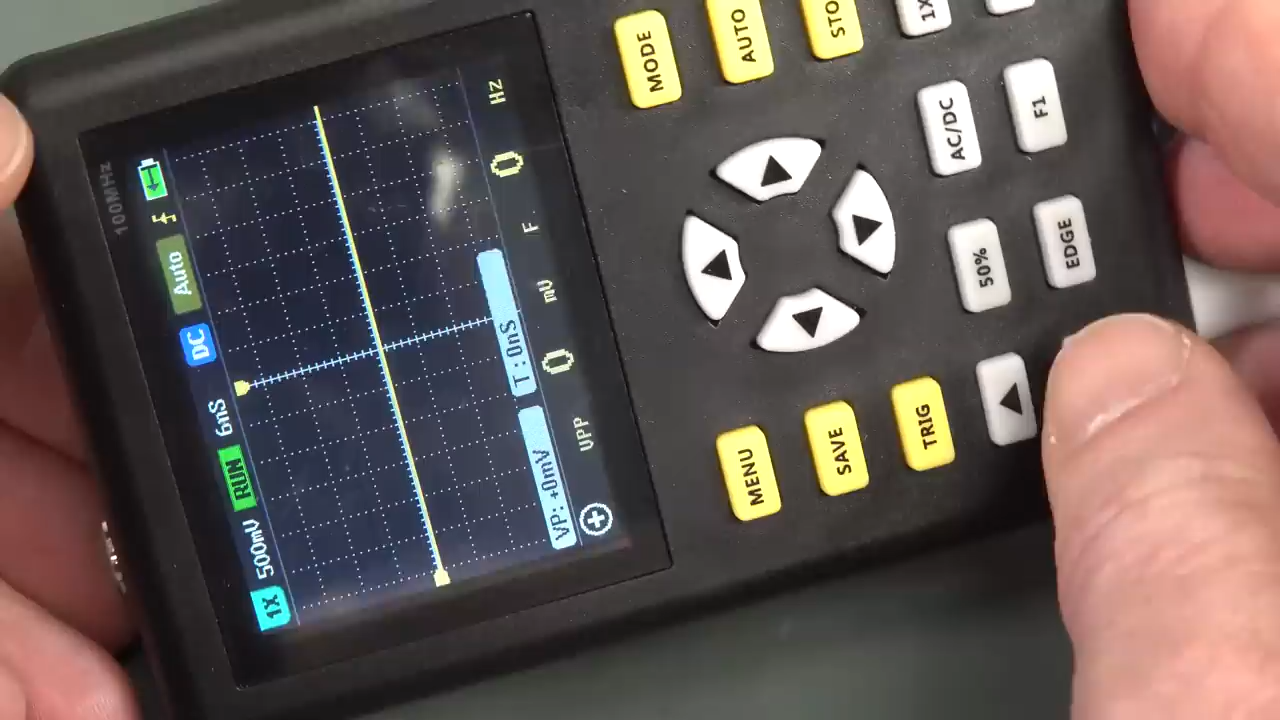 100MHz
1X 500mV RUN 6nS DC Auto
VP: +0mV T: 0nS
VPP 0 mV F 0 Hz
MENU
MODE
SAVE
AUTO
TRIG
50%
AC/DC
EDGE
F1